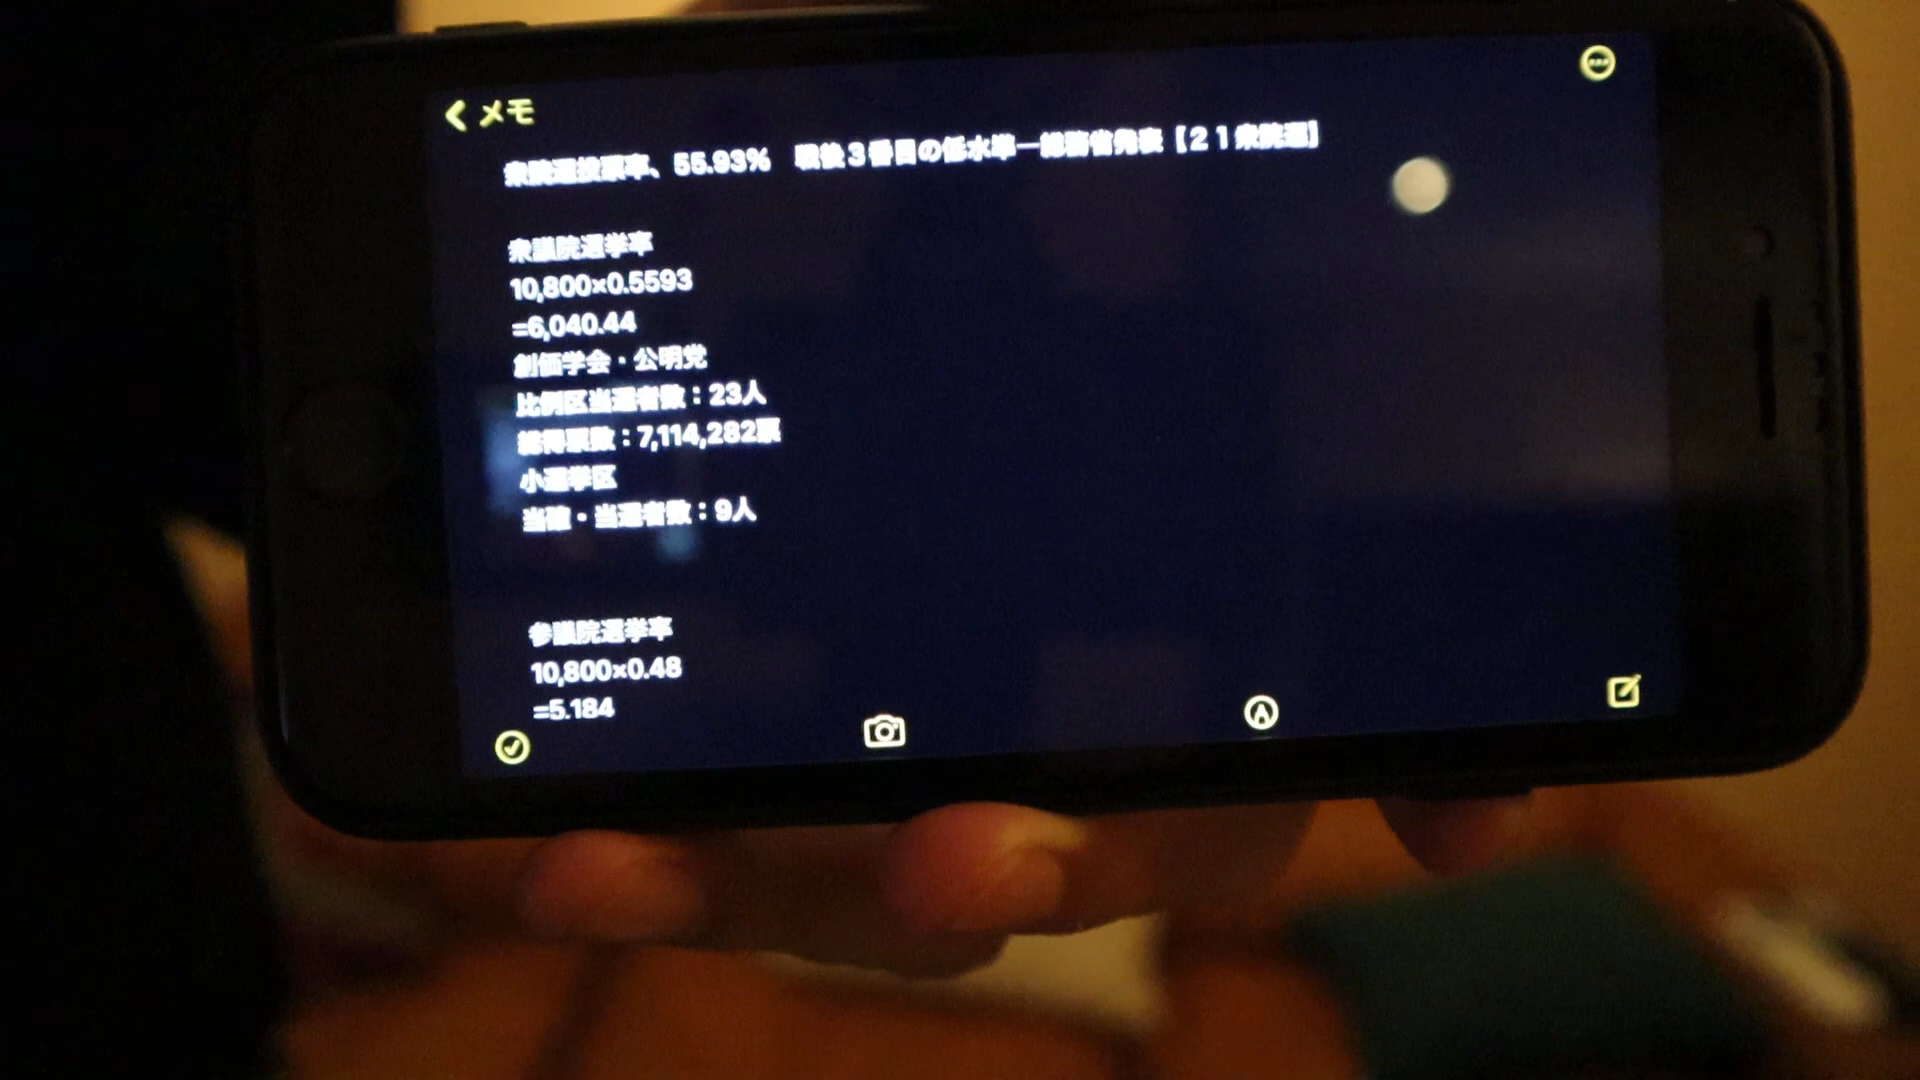 メモ
衆院選投票率、55.93%　戦後3番目の低水準―総務省発表【21衆院選】
衆議院選挙率
10,800×0.5593
=6,040.44
創価学会・公明党
比例区当選者数：23人
総得票数：7,114,282票
小選挙区
当確・当選者数：9人
参議院選挙率
10,800×0.48
=5.184